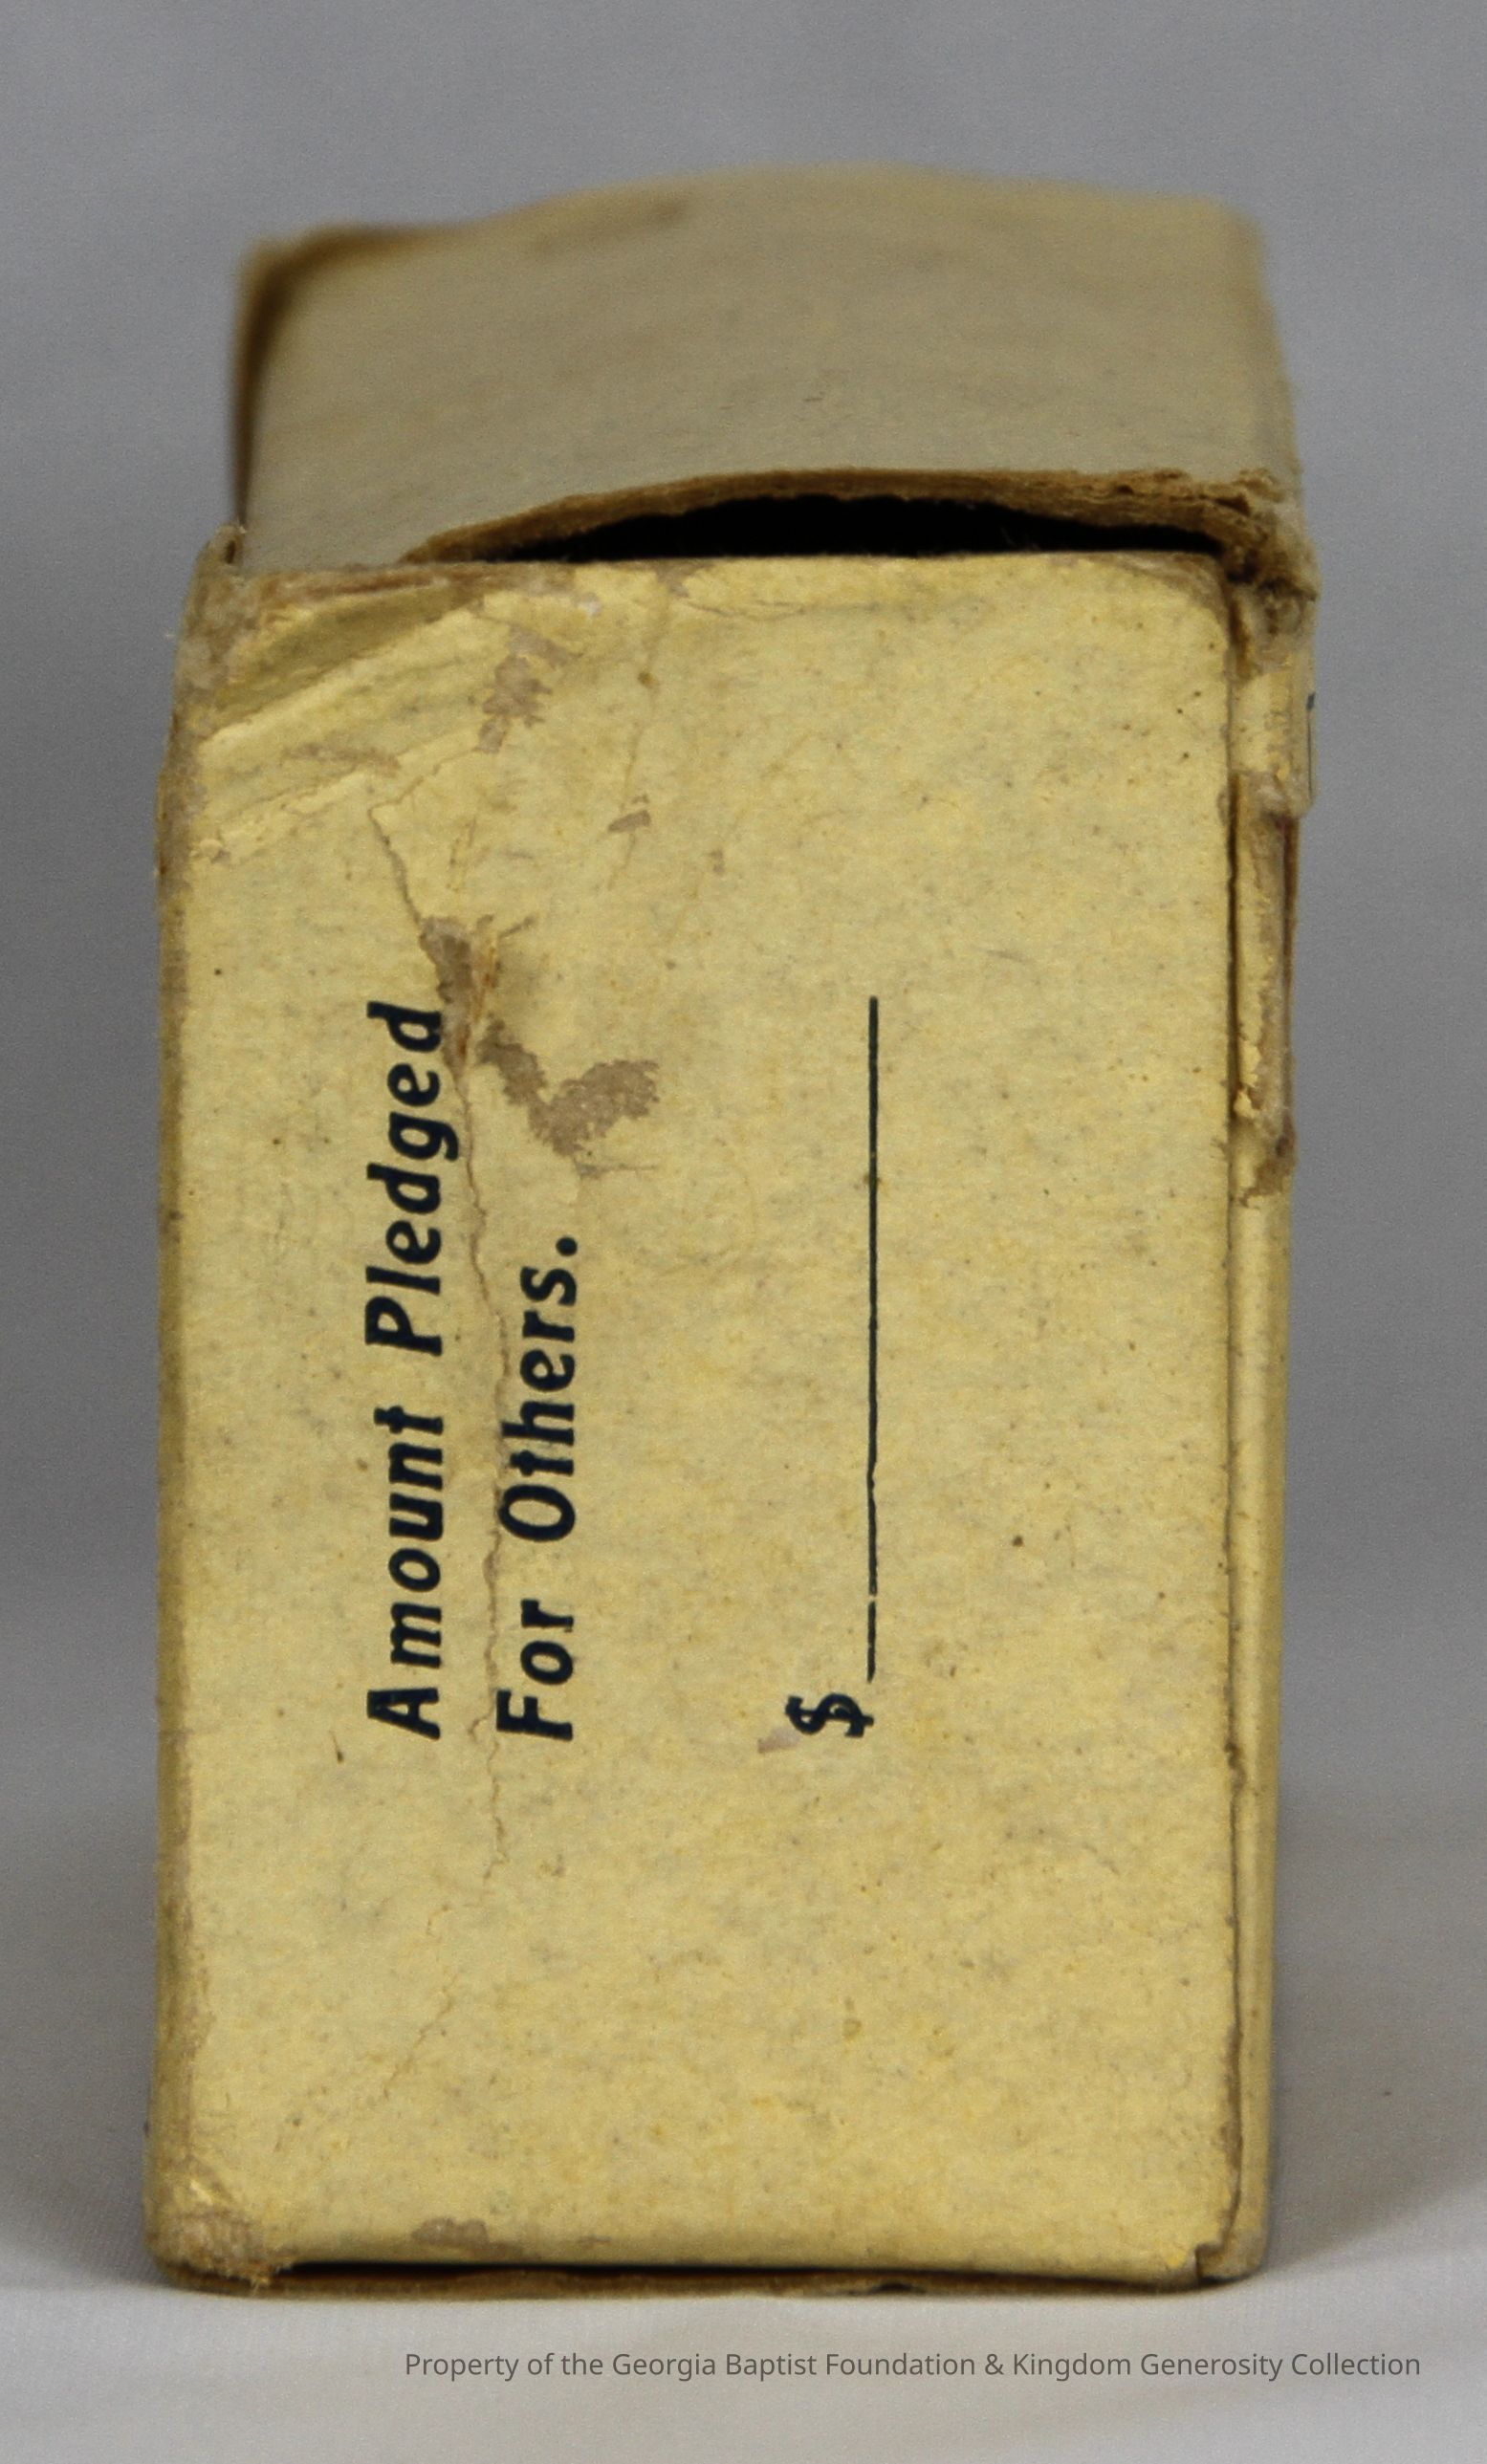 Amount Pledged
For Others.
$
Property of the Georgia Baptist Foundation & Kingdom Generosity Collection